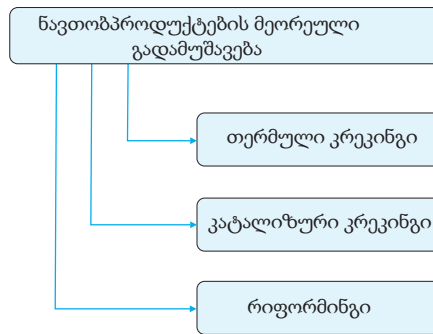 ნავთობპროდუქტების მეორეული
გადამუშავება
თერმული კრეკინგი
კატალიზური კრეკინგი
რიფორმინგი